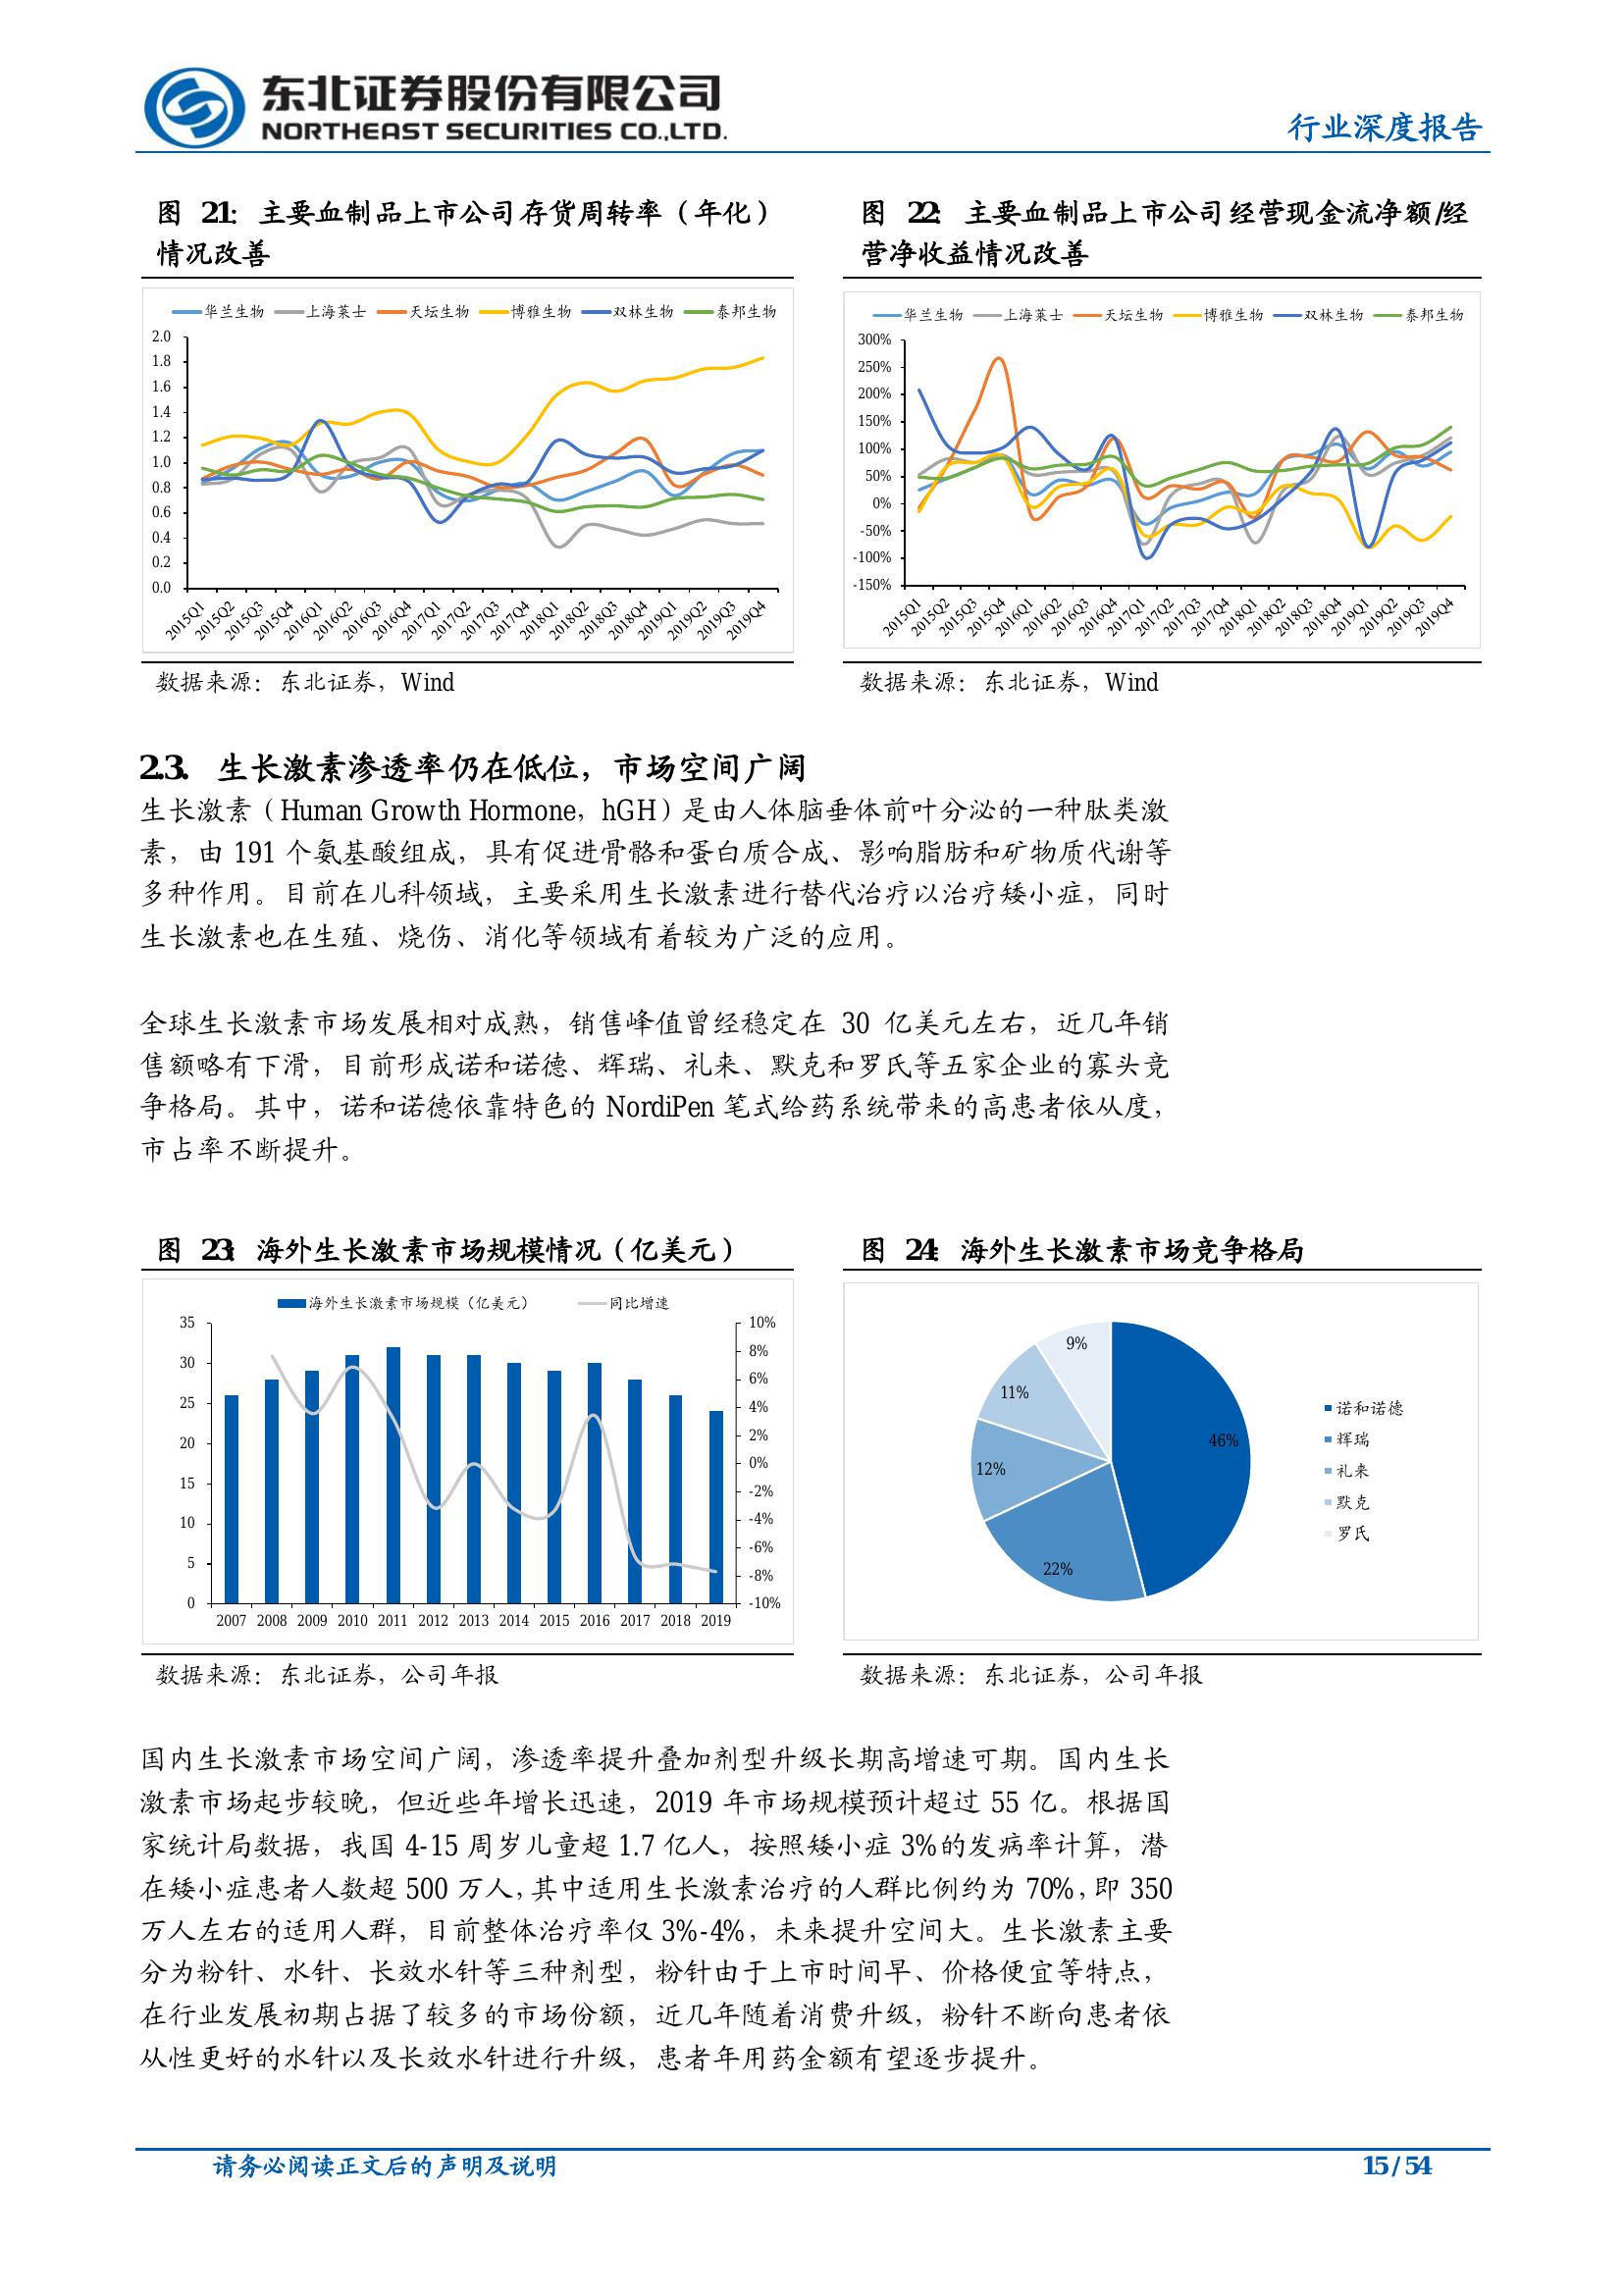 东北证券股份有限公司
NORTHEAST SECURITIES CO.,LTD.
行业深度报告
图 21：主要血制品上市公司存货周转率（年化）
情况改善
华兰生物 上海莱士 天坛生物 博雅生物 双林生物 泰邦生物
2.0
1.8
1.6
1.4
1.2
1.0
0.8
0.6
0.4
0.2
0.0
2015Q1 2015Q2 2015Q3 2015Q4 2016Q1 2016Q2 2016Q3 2016Q4 2017Q1 2017Q2 2017Q3 2017Q4 2018Q1 2018Q2 2018Q3 2018Q4 2019Q1 2019Q2 2019Q3 2019Q4
数据来源：东北证券，Wind
图 22：主要血制品上市公司经营现金流净额/经
营净收益情况改善
华兰生物 上海莱士 天坛生物 博雅生物 双林生物 泰邦生物
300%
250%
200%
150%
100%
50%
0%
-50%
-100%
-150%
2015Q1 2015Q2 2015Q3 2015Q4 2016Q1 2016Q2 2016Q3 2016Q4 2017Q1 2017Q2 2017Q3 2017Q4 2018Q1 2018Q2 2018Q3 2018Q4 2019Q1 2019Q2 2019Q3 2019Q4
数据来源：东北证券，Wind
2.3. 生长激素渗透率仍在低位，市场空间广阔
生长激素（Human Growth Hormone，hGH）是由人体脑垂体前叶分泌的一种肽类激
素，由 191 个氨基酸组成，具有促进骨骼和蛋白质合成、影响脂肪和矿物质代谢等
多种作用。目前在儿科领域，主要采用生长激素进行替代治疗以治疗矮小症，同时
生长激素也在生殖、烧伤、消化等领域有着较为广泛的应用。
全球生长激素市场发展相对成熟，销售峰值曾经稳定在 30 亿美元左右，近几年销
售额略有下滑，目前形成诺和诺德、辉瑞、礼来、默克和罗氏等五家企业的寡头竞
争格局。其中，诺和诺德依靠特色的 NordiPen 笔式给药系统带来的高患者依从度，
市占率不断提升。
图 23：海外生长激素市场规模情况（亿美元）
海外生长激素市场规模（亿美元） 同比增速
35
30
25
20
15
10
5
0
10%
8%
6%
4%
2%
0%
-2%
-4%
-6%
-8%
-10%
2007 2008 2009 2010 2011 2012 2013 2014 2015 2016 2017 2018 2019
数据来源：东北证券，公司年报
图 24：海外生长激素市场竞争格局
9%
11%
46%
12%
22%
诺和诺德
辉瑞
礼来
默克
罗氏
数据来源：东北证券，公司年报
国内生长激素市场空间广阔，渗透率提升叠加剂型升级长期高增速可期。国内生长
激素市场起步较晚，但近些年增长迅速，2019 年市场规模预计超过 55 亿。根据国
家统计局数据，我国 4-15 周岁儿童超 1.7 亿人，按照矮小症 3%的发病率计算，潜
在矮小症患者人数超 500 万人，其中适用生长激素治疗的人群比例约为 70%，即 350
万人左右的适用人群，目前整体治疗率仅 3%-4%，未来提升空间大。生长激素主要
分为粉针、水针、长效水针等三种剂型，粉针由于上市时间早、价格便宜等特点，
在行业发展初期占据了较多的市场份额，近几年随着消费升级，粉针不断向患者依
从性更好的水针以及长效水针进行升级，患者年用药金额有望逐步提升。
请务必阅读正文后的声明及说明
15 / 54